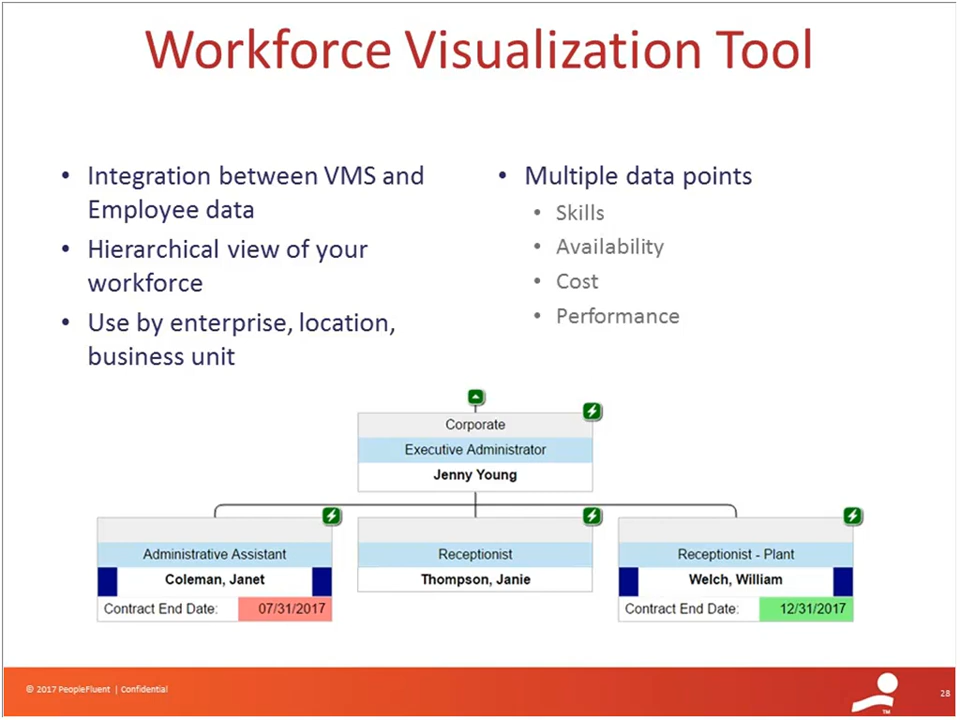 Workforce Visualization Tool
• Integration between VMS and
Employee data
• Hierarchical view of your
workforce
• Use by enterprise, location,
business unit
• Multiple data points
• Skills
• Availability
• Cost
• Performance
Corporate
Executive Administrator
Jenny Young
Administrative Assistant
Coleman, Janet
Contract End Date: 07/31/2017
Receptionist
Thompson, Janie
Receptionist - Plant
Welch, William
Contract End Date: 12/31/2017
© 2017 PeopleFluent | Confidential
TM
28